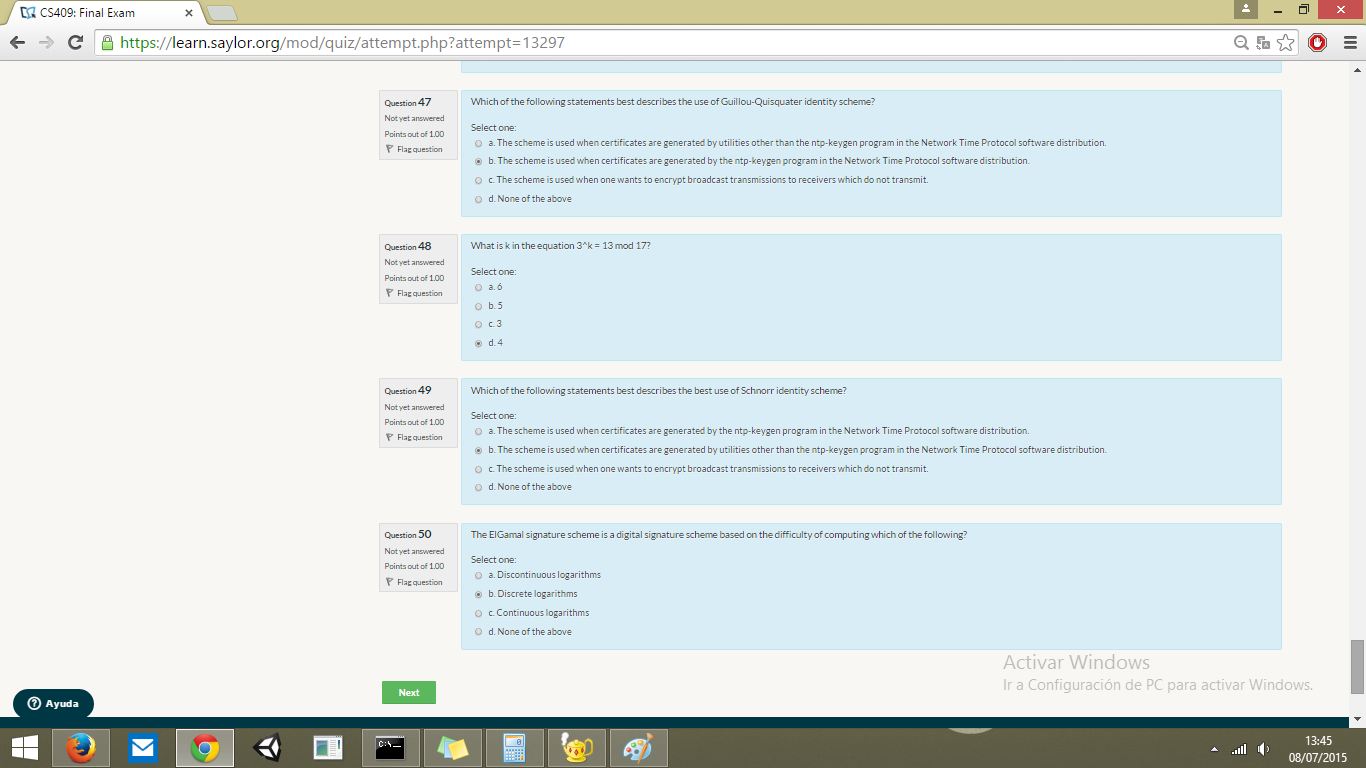 CS409: Final Exam
https://learn.saylor.org/mod/quiz/attempt.php?attempt=13297
Question 47
Not yet answered
Points out of 1.00
Flag question
Which of the following statements best describes the use of Guillou-Quisquater identity scheme?
Select one:
a. The scheme is used when certificates are generated by utilities other than the ntp-keygen program in the Network Time Protocol software distribution.
b. The scheme is used when certificates are generated by the ntp-keygen program in the Network Time Protocol software distribution.
c. The scheme is used when one wants to encrypt broadcast transmissions to receivers which do not transmit.
d. None of the above
Question 48
Not yet answered
Points out of 1.00
Flag question
What is k in the equation 3^k = 13 mod 17?
Select one:
a. 6
b. 5
c. 3
d. 4
Question 49
Not yet answered
Points out of 1.00
Flag question
Which of the following statements best describes the best use of Schnorr identity scheme?
Select one:
a. The scheme is used when certificates are generated by the ntp-keygen program in the Network Time Protocol software distribution.
b. The scheme is used when certificates are generated by utilities other than the ntp-keygen program in the Network Time Protocol software distribution.
c. The scheme is used when one wants to encrypt broadcast transmissions to receivers which do not transmit.
d. None of the above
Question 50
Not yet answered
Points out of 1.00
Flag question
The ElGamal signature scheme is a digital signature scheme based on the difficulty of computing which of the following?
Select one:
a. Discontinuous logarithms
b. Discrete logarithms
c. Continuous logarithms
d. None of the above
Activar Windows
Ir a Configuración de PC para activar Windows.
Next
Ayuda
C:\_
13:45
08/07/2015